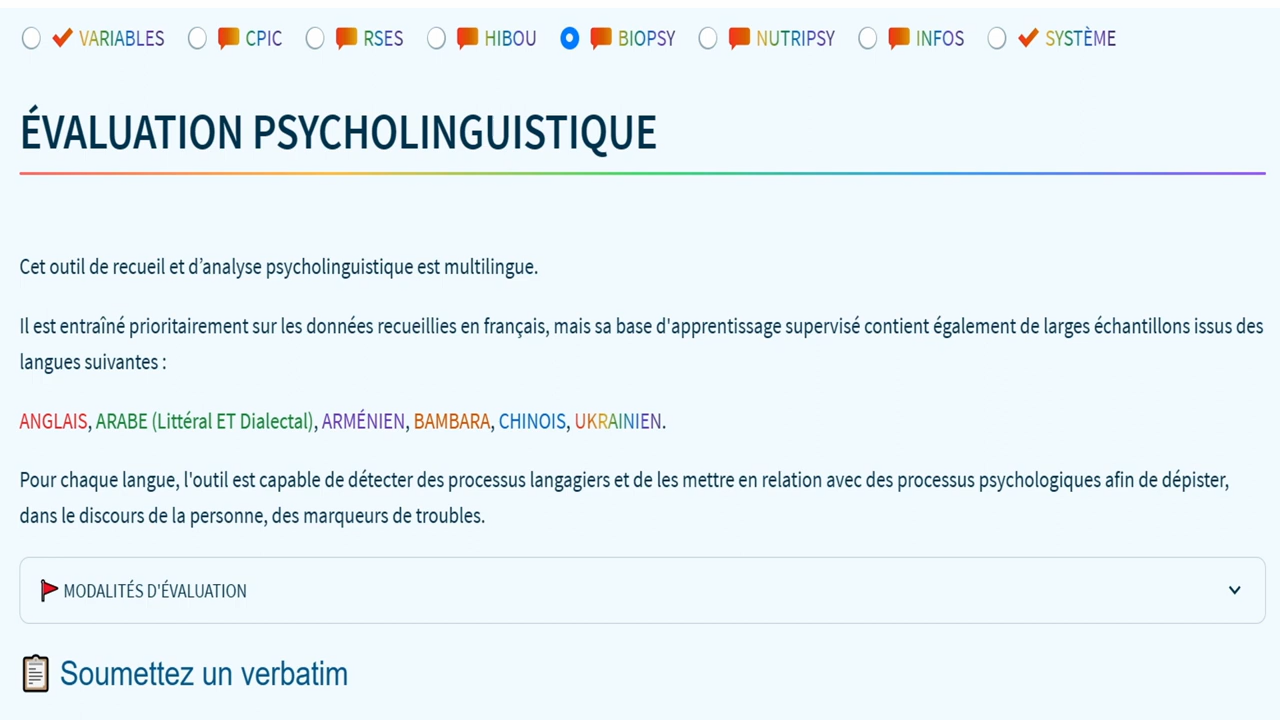 VARIABLES CPIC RSES HIBOU BIOPSY NUTRIPSY INFOS SYSTÈME
ÉVALUATION PSYCHOLINGUISTIQUE
Cet outil de recueil et d’analyse psycholinguistique est multilingue.
Il est entraîné prioritairement sur les données recueillies en français, mais sa base d'apprentissage supervisé contient également de larges échantillons issus des
langues suivantes :
ANGLAIS, ARABE (Littéral ET Dialectal), ARMÉNIEN, BAMBARA, CHINOIS, UKRAINIEN.
Pour chaque langue, l'outil est capable de détecter des processus langagiers et de les mettre en relation avec des processus psychologiques afin de dépister,
dans le discours de la personne, des marqueurs de troubles.
MODALITÉS D'ÉVALUATION
Soumettez un verbatim